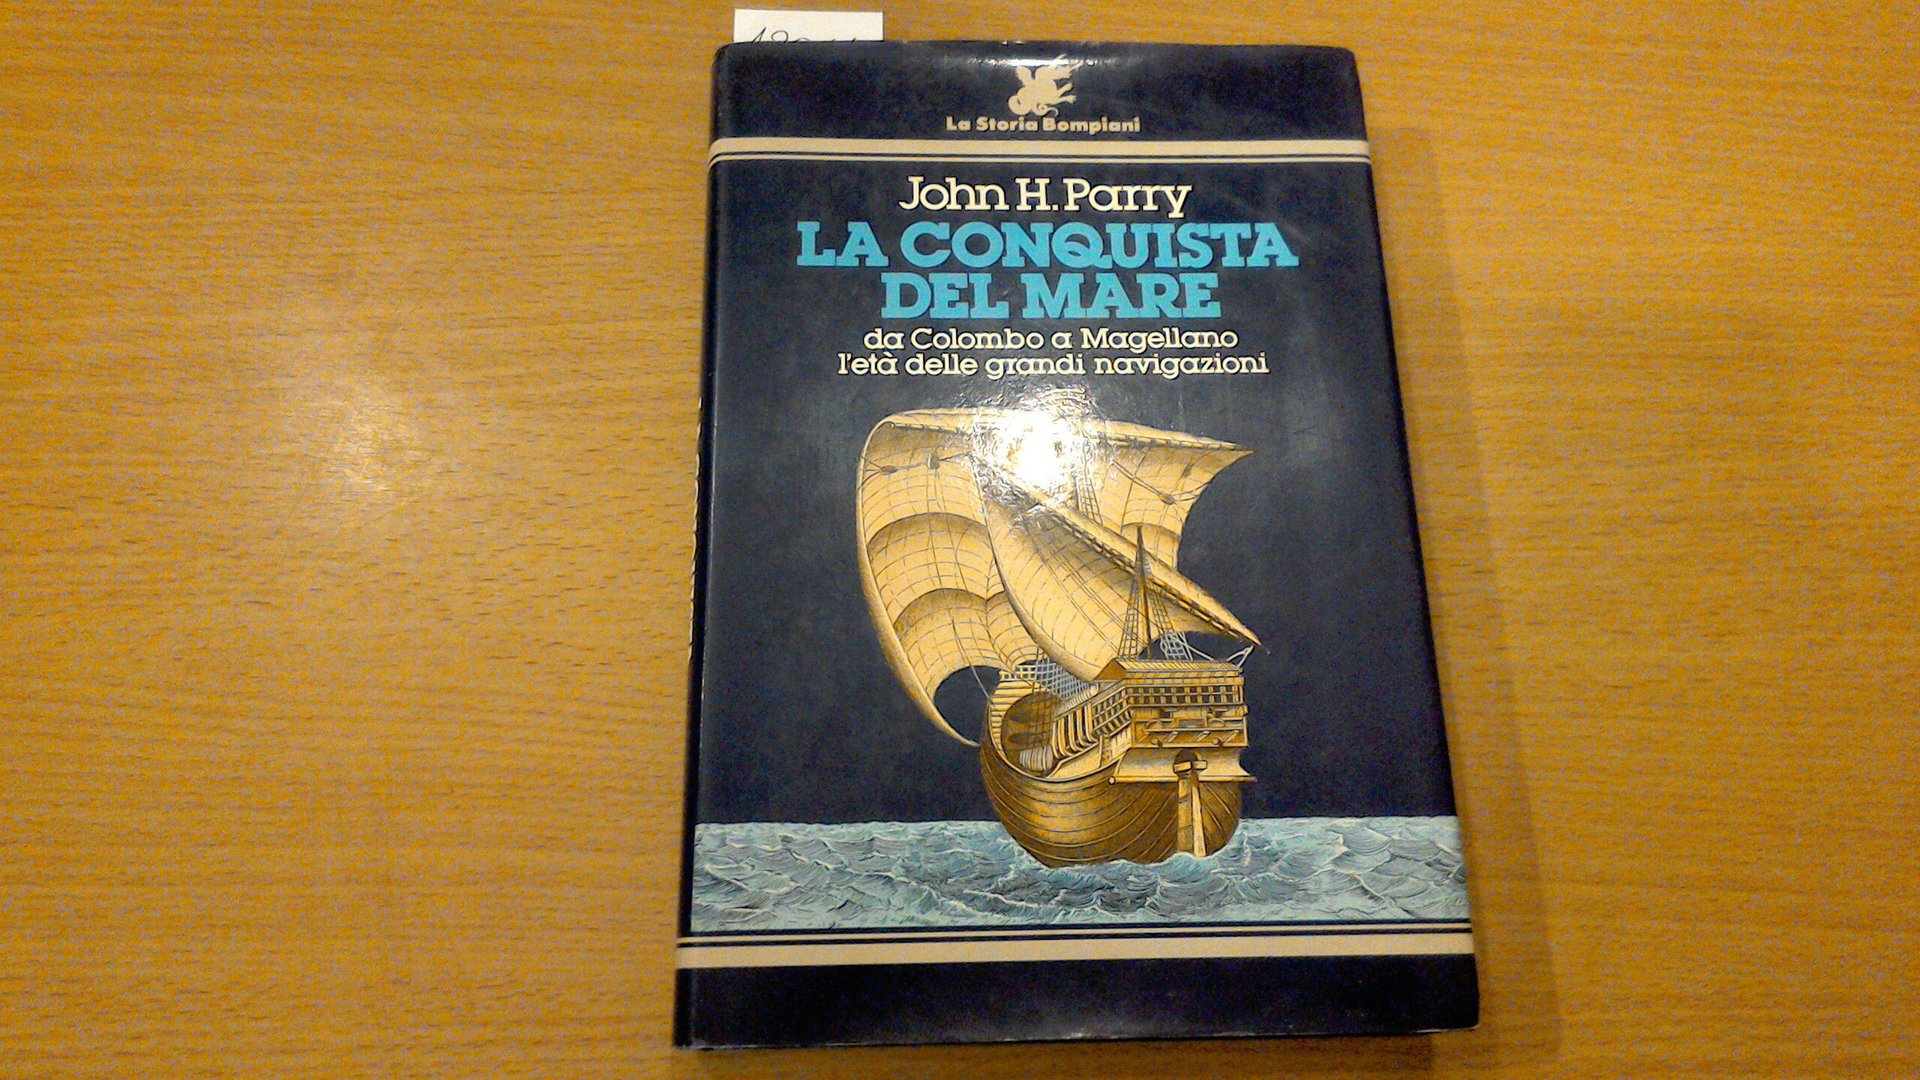 La Storia Bompiani
John H. Parry
LA CONQUISTA
DEL MARE
da Colombo a Magellano
l'età delle grandi navigazioni